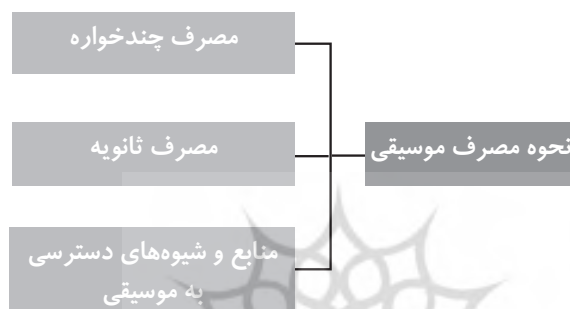 نحوه مصرف موسیقی
مصرف چندخواره
مصرف ثانویه
منابع و شیوه‌های دسترسی
به موسیقی